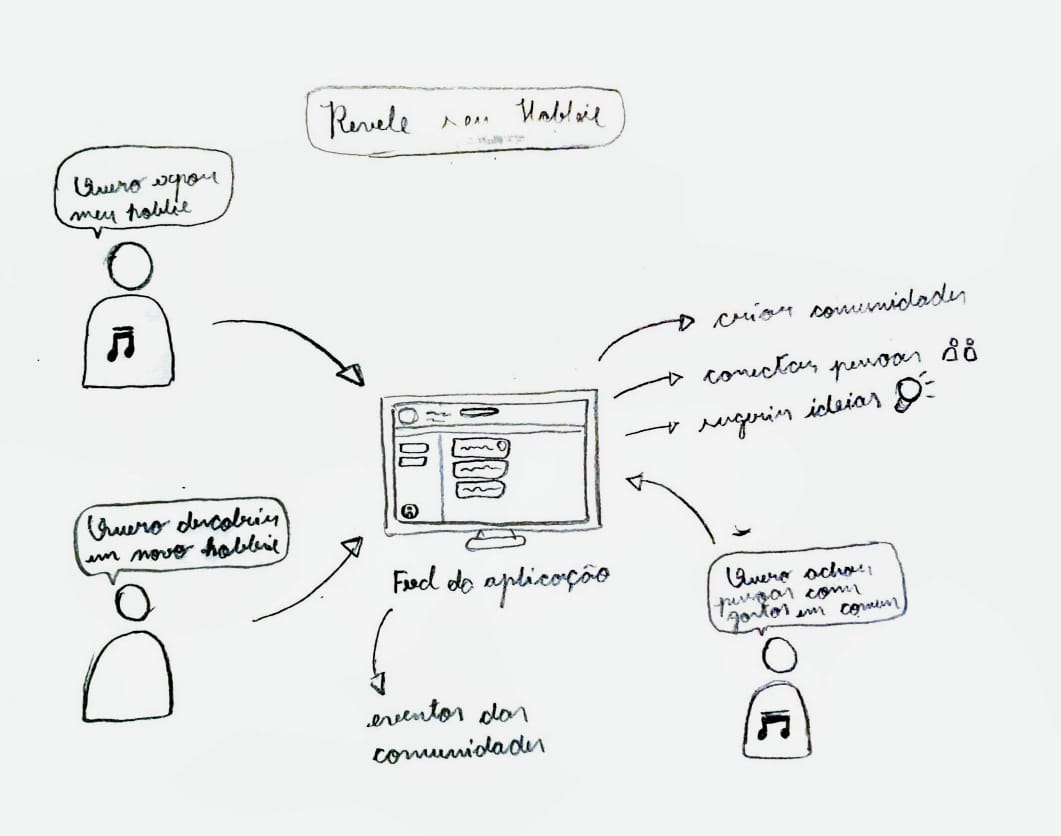 Revele seu Hobbie
Quero expor
meu hobbie
criar comunidades
conectar pessoas
sugerir ideias
Quero descobrir
um novo hobbie
Feed da aplicação
Quero achar
pessoas com
gostos em comum
eventos das
comunidades